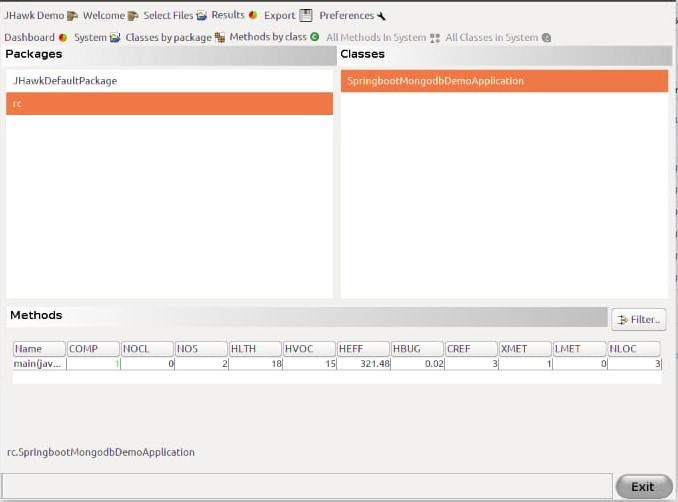 JHawk Demo Welcome Select Files Results Export Preferences
Dashboard System Classes by package Methods by class All Methods In System All Classes in System
Packages Classes
JHawkDefaultPackage SpringbootMongodbDemoApplication
rc
Methods Filter..
Name COMP NOCL NOS HLTH HVOC HEFF HBUG CREF XMET LMET NLOC
main(jav... 1 0 2 18 15 321.48 0.02 3 1 0 3
rc.SpringbootMongodbDemoApplication
Exit